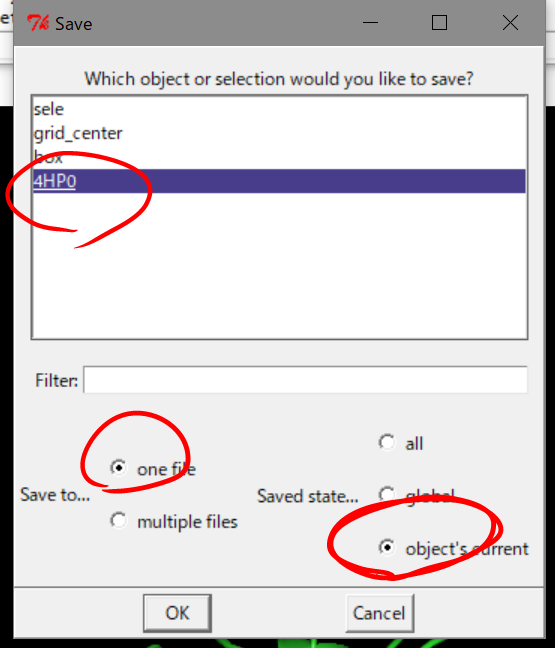 Save
Which object or selection would you like to save?
sele
grid_center
box
4HP0
Filter:
all
one file
Save to...
Saved state...
global
multiple files
object's current
OK
Cancel